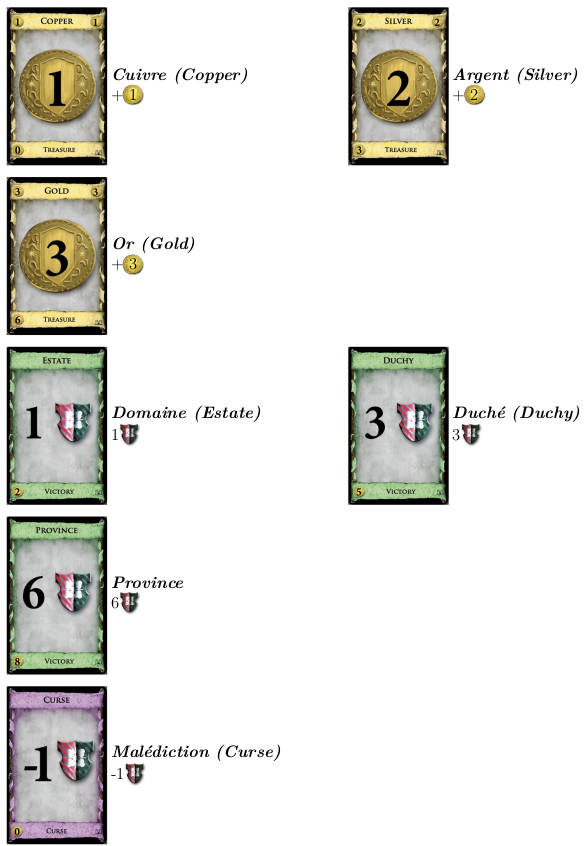 1 COPPER 1
1
0 TREASURE
Cuivre (Copper)
+1
2 SILVER 2
2
3 TREASURE
Argent (Silver)
+2
3 GOLD 3
3
6 TREASURE
Or (Gold)
+3
ESTATE
1
2 VICTORY
Domaine (Estate)
1
DUCHY
3
5 VICTORY
Duché (Duchy)
3
PROVINCE
6
8 VICTORY
Province
6
CURSE
-1
0 CURSE
Malédiction (Curse)
-1